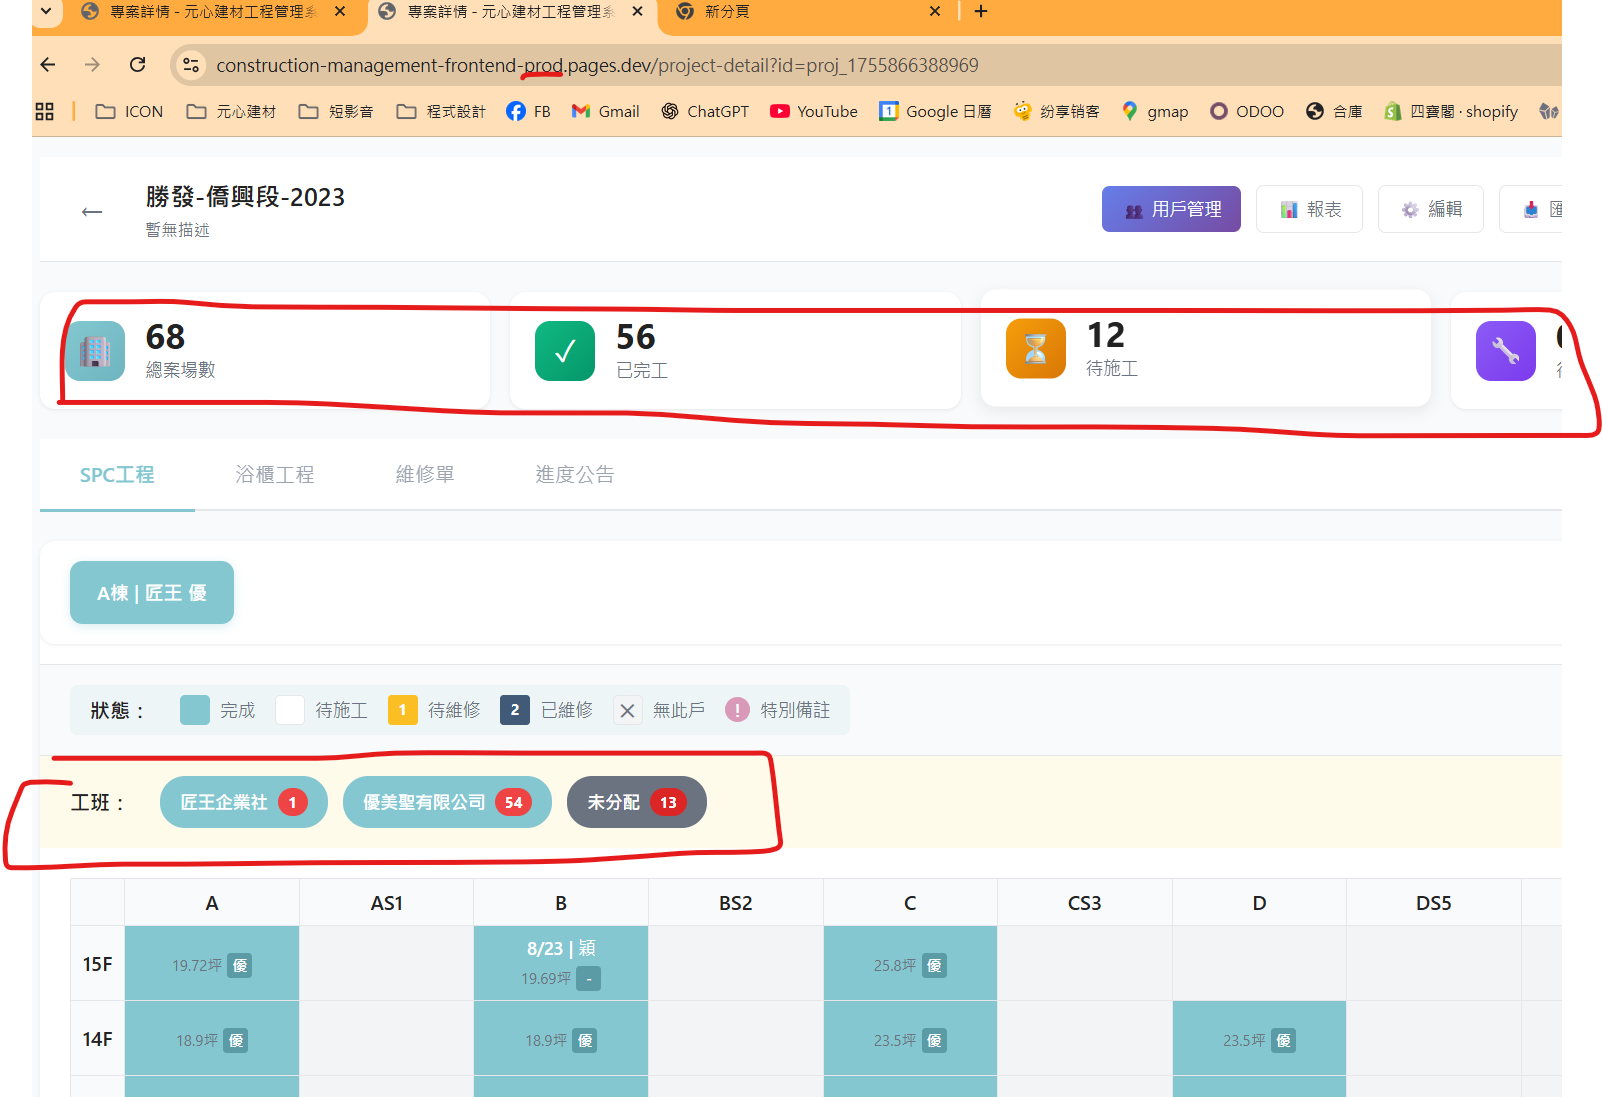 專案詳情 - 元心建材工程管理系
專案詳情 - 元心建材工程管理系
新分頁
construction-management-frontend-prod.pages.dev/project-detail?id=proj_1755866388969
ICON 元心建材 短影音 程式設計 FB Gmail ChatGPT YouTube 1 Google 日曆 纷享销客 gmap ODOO 合庫 四寶閣 · shopify
← 勝發-僑興段-2023
暫無描述
用戶管理 報表 編輯 匯
68
總案場數
56
已完工
12
待施工
SPC工程 浴櫃工程 維修單 進度公告
A棟 | 匠王 優
狀態： 完成 待施工 1 待維修 2 已維修 無此戶 ! 特別備註
工班： 匠王企業社 1 優美聖有限公司 54 未分配 13
A AS1 B BS2 C CS3 D DS5
15F 19.72坪 優 8/23 | 穎 19.69坪 - 25.8坪 優
14F 18.9坪 優 18.9坪 優 23.5坪 優 23.5坪 優